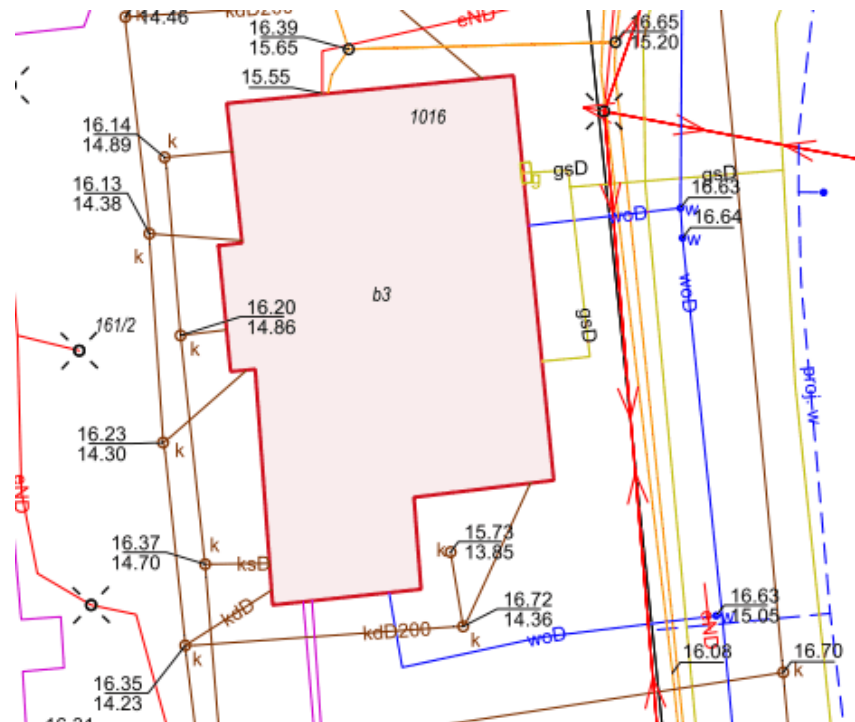 14.46
kdD200
16.39
15.65
eND
16.65
15.20
15.55
1016
16.14
14.89
k
gsD
gsD
g
16.13
14.38
16.63
w
woD
16.64
w
k
b3
woD
16.20
14.86
161/2
gsD
k
proj.w
16.23
14.30
k
eND
16.37
14.70
k
15.73
13.85
k
ksD
kdD
16.72
14.36
16.63
15.05
w
eND
kdD200
k
woD
16.08
16.70
k
k
16.35
14.23